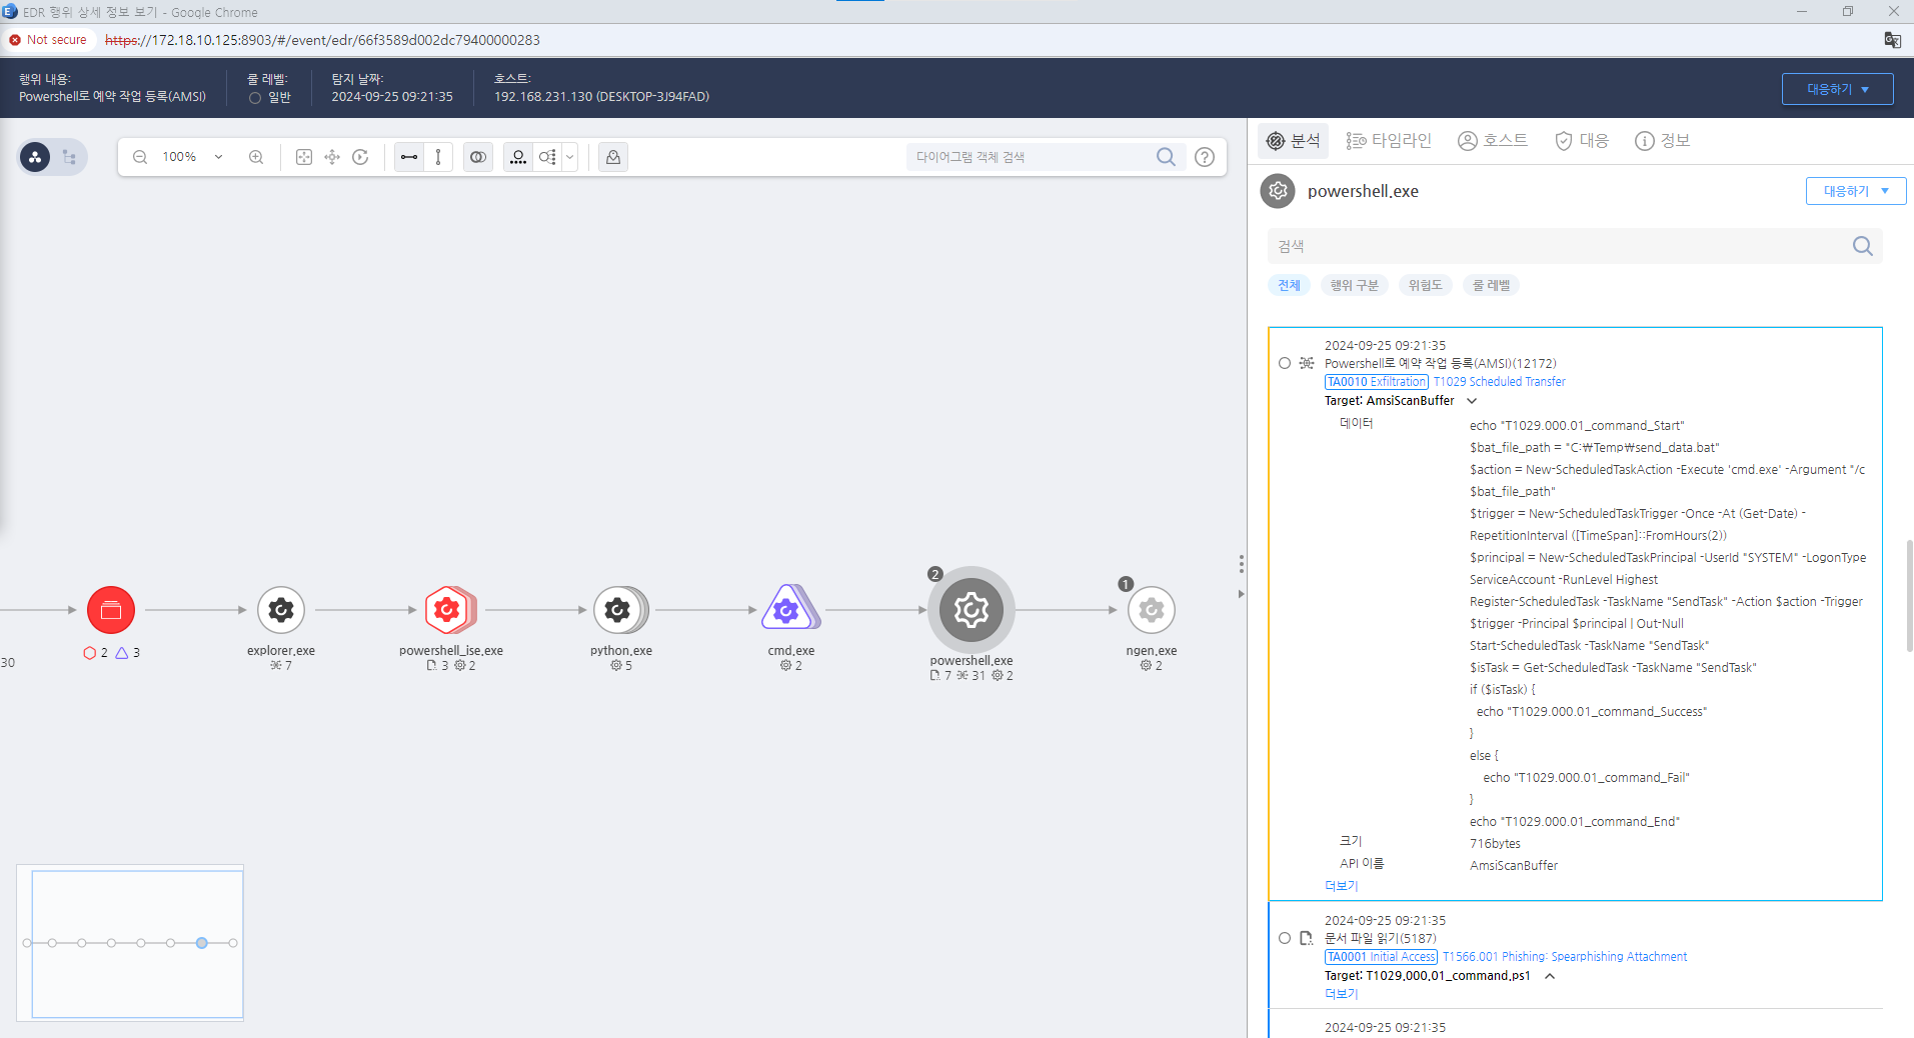 EDR 행위 상세 정보 보기 - Google Chrome
Not secure https://172.18.10.125:8903/#/event/edr/66f3589d002dc79400000283
행위 내용:
Powershell로 예약 작업 등록(AMSI)
룰 레벨:
일반
탐지 날짜:
2024-09-25 09:21:35
호스트:
192.168.231.130 (DESKTOP-3J94FAD)
대응하기
100%
다이어그램 객체 검색
30
2 3
explorer.exe
7
powershell_ise.exe
3 2
python.exe
5
cmd.exe
2
2
powershell.exe
7 31 2
1
ngen.exe
2
분석 타임라인 호스트 대응 정보
powershell.exe
대응하기
검색
전체 행위 구분 위험도 룰 레벨
2024-09-25 09:21:35
Powershell로 예약 작업 등록(AMSI)(12172)
TA0010 Exfiltration T1029 Scheduled Transfer
Target: AmsiScanBuffer
데이터
echo "T1029.000.01_command_Start"
$bat_file_path = "C:₩Temp₩send_data.bat"
$action = New-ScheduledTaskAction -Execute 'cmd.exe' -Argument "/c
$bat_file_path"
$trigger = New-ScheduledTaskTrigger -Once -At (Get-Date) -
RepetitionInterval ([TimeSpan]::FromHours(2))
$principal = New-ScheduledTaskPrincipal -UserId "SYSTEM" -LogonType
ServiceAccount -RunLevel Highest
Register-ScheduledTask -TaskName "SendTask" -Action $action -Trigger
$trigger -Principal $principal | Out-Null
Start-ScheduledTask -TaskName "SendTask"
$isTask = Get-ScheduledTask -TaskName "SendTask"
if ($isTask) {
echo "T1029.000.01_command_Success"
}
else {
echo "T1029.000.01_command_Fail"
}
echo "T1029.000.01_command_End"
크기 716bytes
API 이름 AmsiScanBuffer
더보기
2024-09-25 09:21:35
문서 파일 읽기(5187)
TA0001 Initial Access T1566.001 Phishing: Spearphishing Attachment
Target: T1029.000.01_command.ps1
더보기
2024-09-25 09:21:35